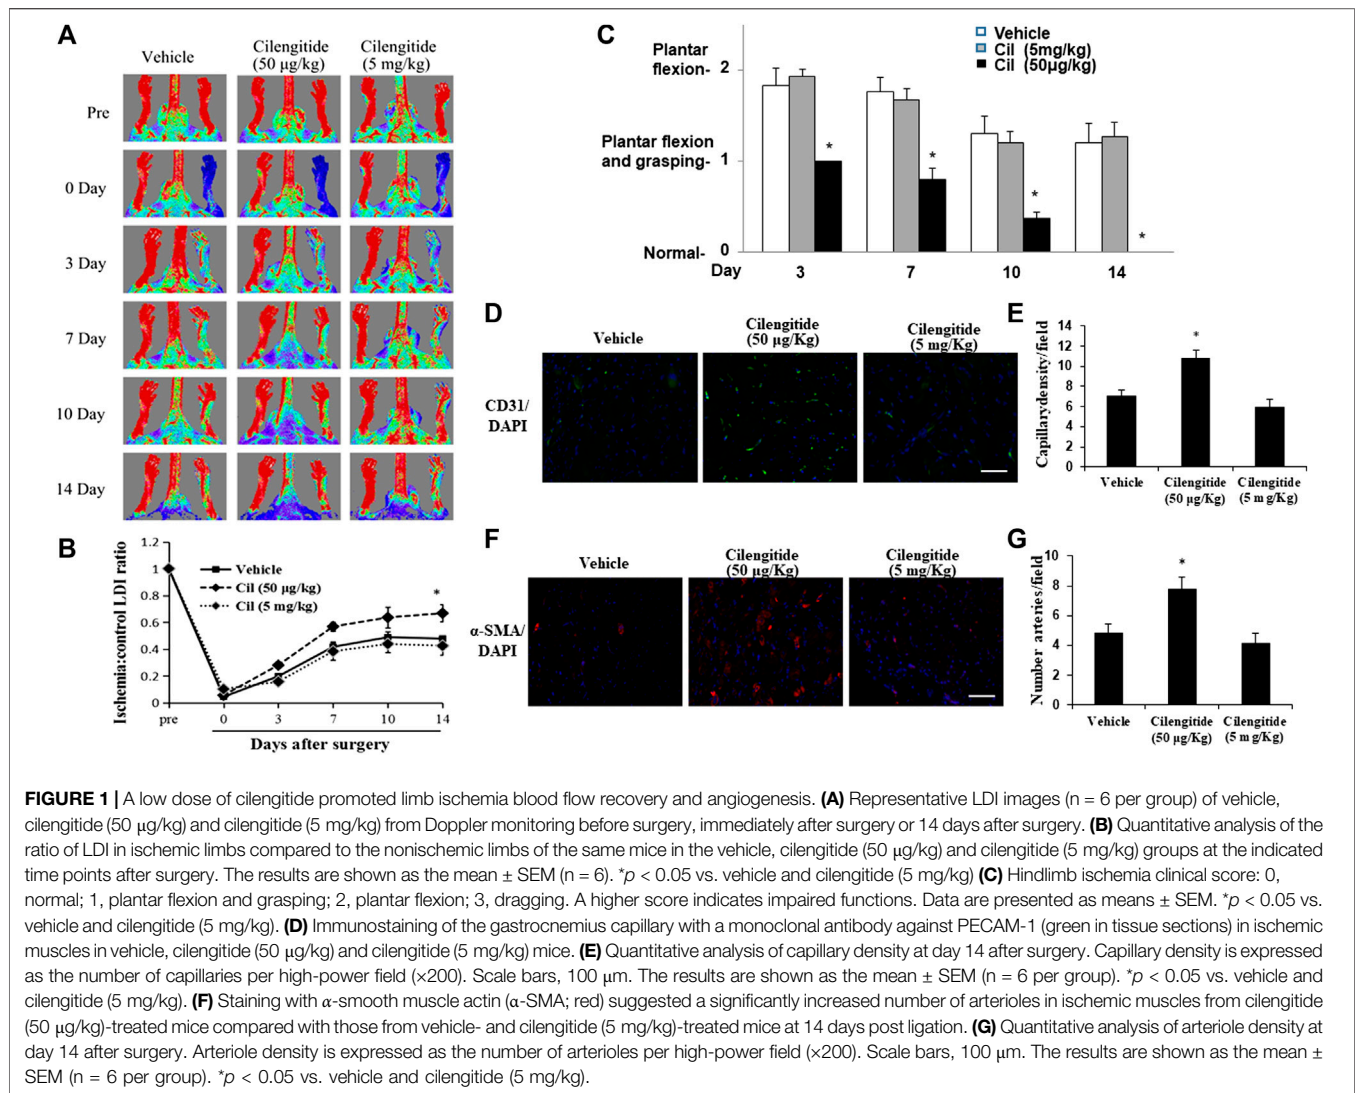 A
Vehicle
Cilengitide
(50 µg/kg)
Cilengitide
(5 mg/kg)
Pre
0 Day
3 Day
7 Day
10 Day
14 Day
B
Ischemia:control LDI ratio
1.2
1
0.8
0.6
0.4
0.2
0
Vehicle
Cil (50 µg/kg)
Cil (5 mg/kg)
*
pre
0
3
7
10
14
Days after surgery
C
Vehicle
Cil (5mg/kg)
Cil (50µg/kg)
Plantar
flexion-
2
Plantar flexion
and grasping-
1
Normal-
0
*
*
*
*
Day
3
7
10
14
D
Vehicle
Cilengitide
(50 µg/Kg)
Cilengitide
(5 mg/Kg)
CD31/
DAPI
E
Capillarydensity/field
14
12
10
8
6
4
2
0
*
Vehicle
Cilengitide
(50 µg/Kg)
Cilengitide
(5 mg/Kg)
F
Vehicle
Cilengitide
(50 µg/Kg)
Cilengitide
(5 mg/Kg)
α-SMA/
DAPI
G
Number arteries/field
10
8
6
4
2
0
*
Vehicle
Cilengitide
(50 µg/Kg)
Cilengitide
(5 mg/Kg)
FIGURE 1 | A low dose of cilengitide promoted limb ischemia blood flow recovery and angiogenesis. (A) Representative LDI images (n = 6 per group) of vehicle,
cilengitide (50 µg/kg) and cilengitide (5 mg/kg) from Doppler monitoring before surgery, immediately after surgery or 14 days after surgery. (B) Quantitative analysis of the
ratio of LDI in ischemic limbs compared to the nonischemic limbs of the same mice in the vehicle, cilengitide (50 µg/kg) and cilengitide (5 mg/kg) groups at the indicated
time points after surgery. The results are shown as the mean ± SEM (n = 6). *p < 0.05 vs. vehicle and cilengitide (5 mg/kg) (C) Hindlimb ischemia clinical score: 0,
normal; 1, plantar flexion and grasping; 2, plantar flexion; 3, dragging. A higher score indicates impaired functions. Data are presented as means ± SEM. *p < 0.05 vs.
vehicle and cilengitide (5 mg/kg). (D) Immunostaining of the gastrocnemius capillary with a monoclonal antibody against PECAM-1 (green in tissue sections) in ischemic
muscles in vehicle, cilengitide (50 µg/kg) and cilengitide (5 mg/kg) mice. (E) Quantitative analysis of capillary density at day 14 after surgery. Capillary density is expressed
as the number of capillaries per high-power field (×200). Scale bars, 100 µm. The results are shown as the mean ± SEM (n = 6 per group). *p < 0.05 vs. vehicle and
cilengitide (5 mg/kg). (F) Staining with α-smooth muscle actin (α-SMA; red) suggested a significantly increased number of arterioles in ischemic muscles from cilengitide
(50 µg/kg)-treated mice compared with those from vehicle- and cilengitide (5 mg/kg)-treated mice at 14 days post ligation. (G) Quantitative analysis of arteriole density at
day 14 after surgery. Arteriole density is expressed as the number of arterioles per high-power field (×200). Scale bars, 100 µm. The results are shown as the mean ±
SEM (n = 6 per group). *p < 0.05 vs. vehicle and cilengitide (5 mg/kg).